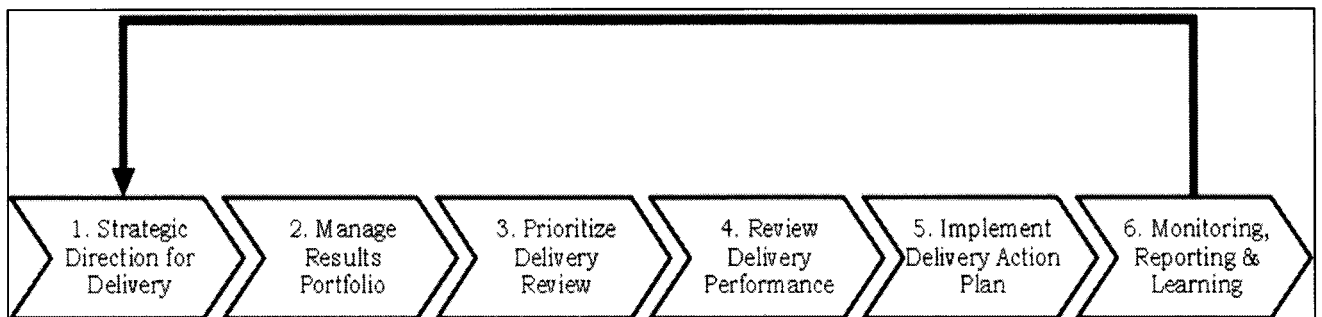 1. Strategic
Direction for
Delivery
2. Manage
Results
Portfolio
3. Prioritize
Delivery
Review
4. Review
Delivery
Performance
5. Implement
Delivery Action
Plan
6. Monitoring,
Reporting &
Learning